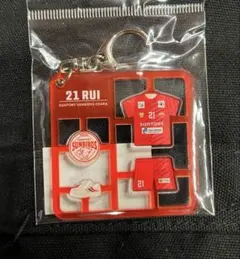 21 RUI
SUNTORY SUNBIRDS OSAKA
21
SUNTORY
SUNBIRDS
21